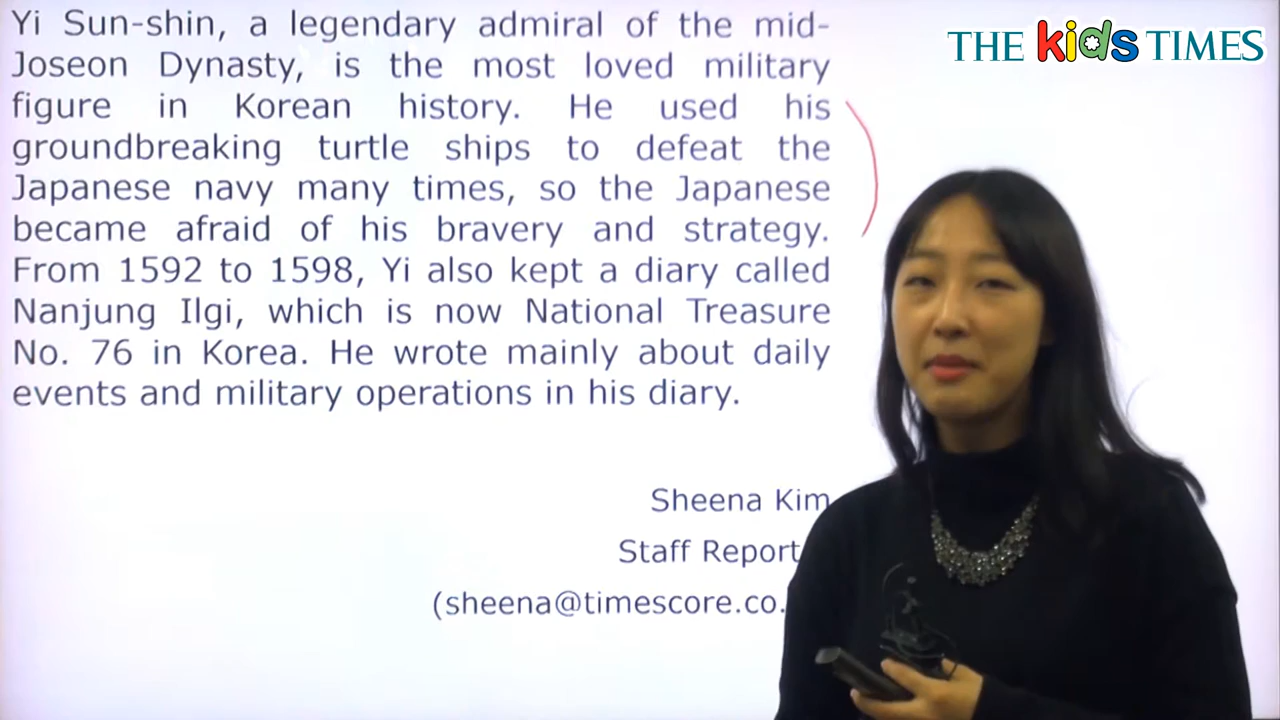 Yi Sun-shin, a legendary admiral of the mid-
Joseon Dynasty, is the most loved military
figure in Korean history. He used his
groundbreaking turtle ships to defeat the
Japanese navy many times, so the Japanese
became afraid of his bravery and strategy.
From 1592 to 1598, Yi also kept a diary called
Nanjung Ilgi, which is now National Treasure
No. 76 in Korea. He wrote mainly about daily
events and military operations in his diary.
THE kids TIMES
Sheena Kim
Staff
(sheena@timescore.co.